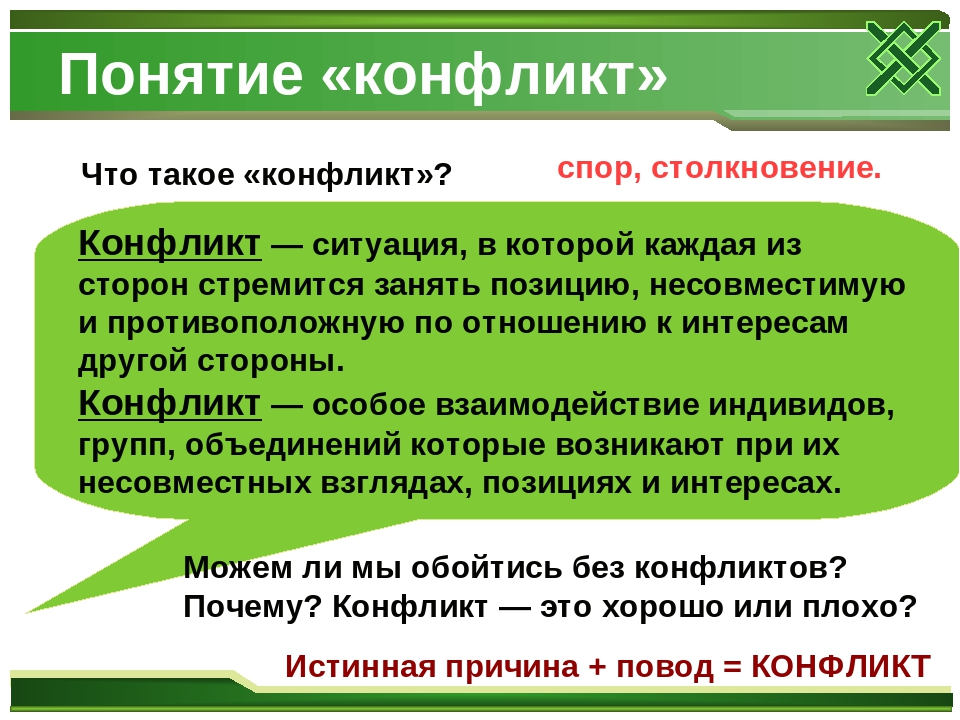 Понятие «конфликт»
Что такое «конфликт»?
спор, столкновение.
Конфликт — ситуация, в которой каждая из
сторон стремится занять позицию, несовместимую
и противоположную по отношению к интересам
другой стороны.
Конфликт — особое взаимодействие индивидов,
групп, объединений которые возникают при их
несовместных взглядах, позициях и интересах.
Можем ли мы обойтись без конфликтов?
Почему? Конфликт — это хорошо или плохо?
Истинная причина + повод = КОНФЛИКТ